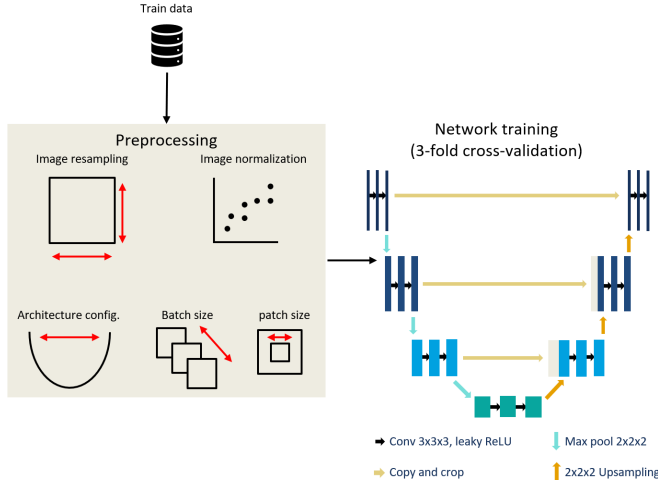 Train data
Preprocessing
Image resampling
Image normalization
Architecture config.
Batch size
patch size
Network training
(3-fold cross-validation)
Conv 3x3x3, leaky ReLU
Max pool 2x2x2
Copy and crop
2x2x2 Upsampling